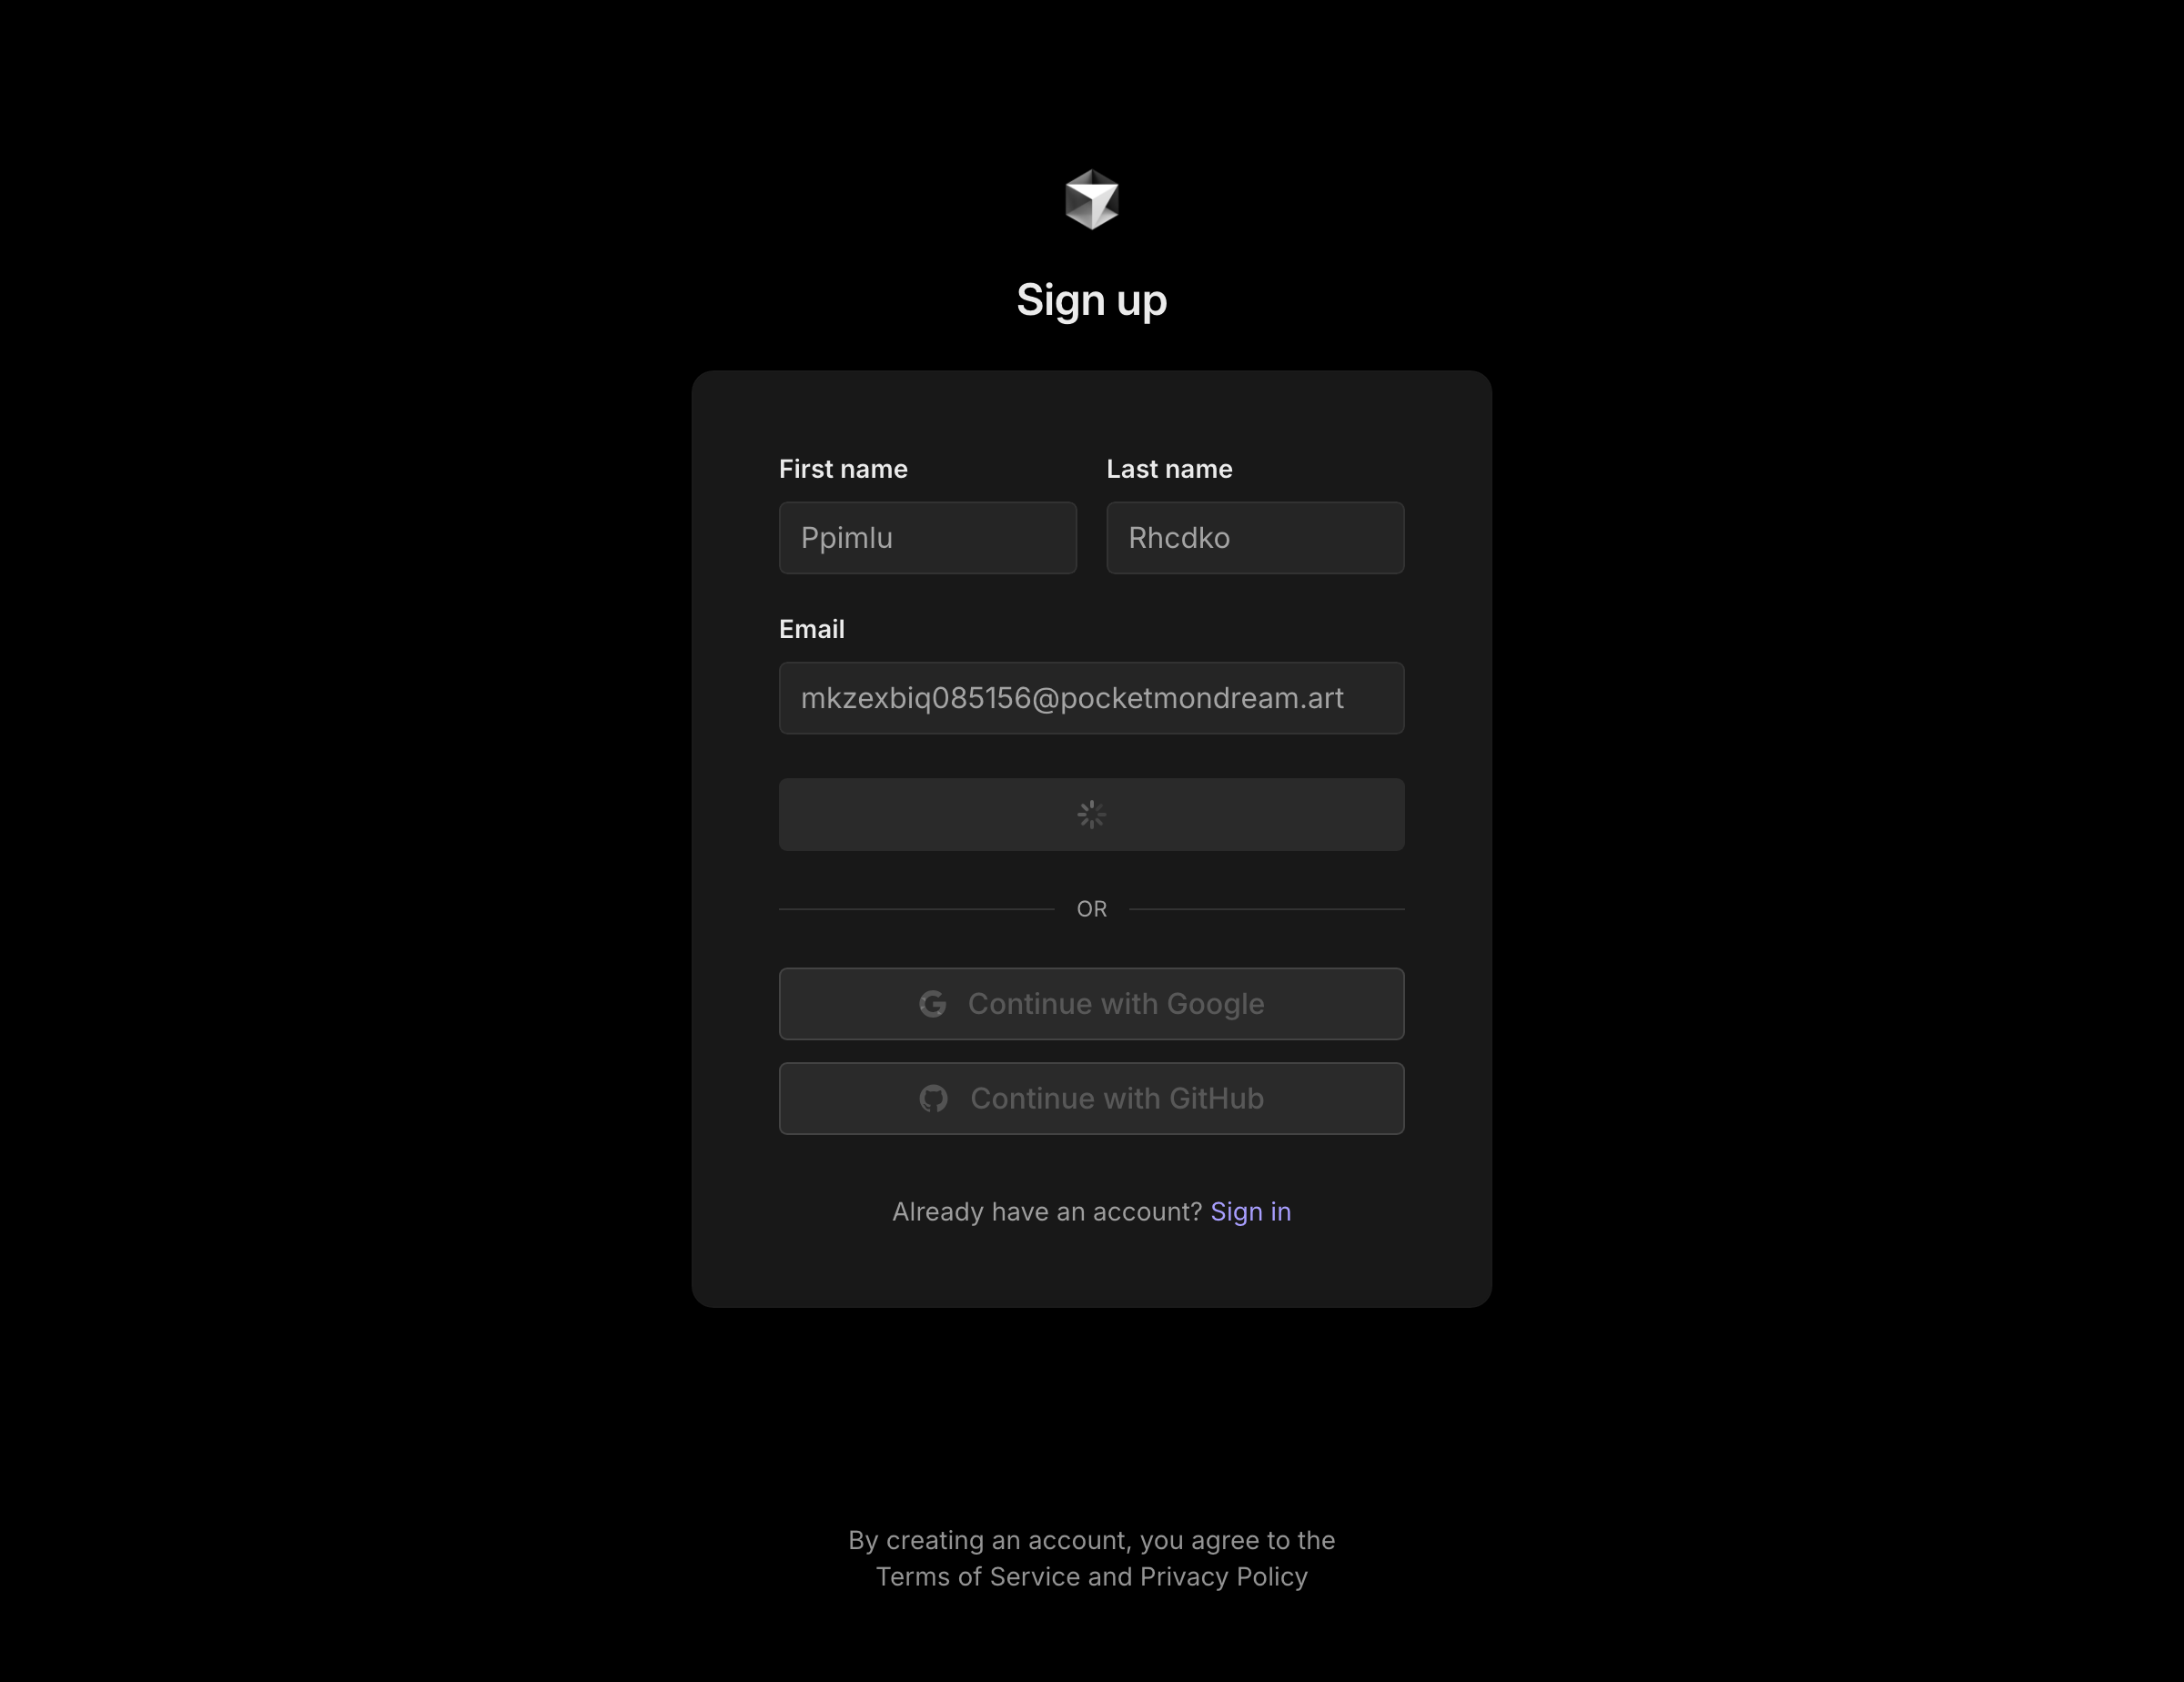 Sign up
First name
Last name
Ppimlu
Rhcdko
Email
mkzexbiq085156@pocketmondream.art
OR
Continue with Google
Continue with GitHub
Already have an account? Sign in
By creating an account, you agree to the
Terms of Service and Privacy Policy